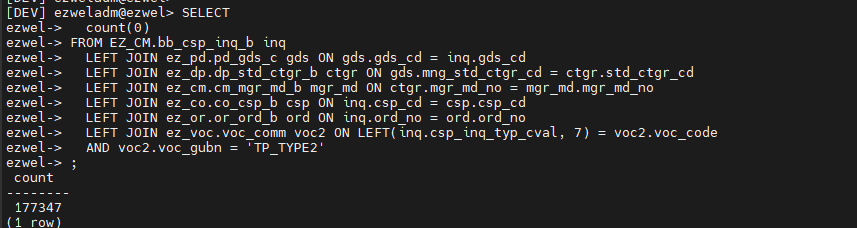 [DEV] ezweladm@ezwel>
[DEV] ezweladm@ezwel> SELECT
ezwel->   count(0)
ezwel-> FROM EZ_CM.bb_csp_inq_b inq
ezwel->   LEFT JOIN ez_pd.pd_gds_c gds ON gds.gds_cd = inq.gds_cd
ezwel->   LEFT JOIN ez_dp.dp_std_ctgr_b ctgr ON gds.mng_std_ctgr_cd = ctgr.std_ctgr_cd
ezwel->   LEFT JOIN ez_cm.cm_mgr_md_b mgr_md ON ctgr.mgr_md_no = mgr_md.mgr_md_no
ezwel->   LEFT JOIN ez_co.co_csp_b csp ON inq.csp_cd = csp.csp_cd
ezwel->   LEFT JOIN ez_or.or_ord_b ord ON inq.ord_no = ord.ord_no
ezwel->   LEFT JOIN ez_voc.voc_comm voc2 ON LEFT(inq.csp_inq_typ_cval, 7) = voc2.voc_code
ezwel->   AND voc2.voc_gubn = 'TP_TYPE2'
ezwel-> ;
 count
--------
 177347
(1 row)